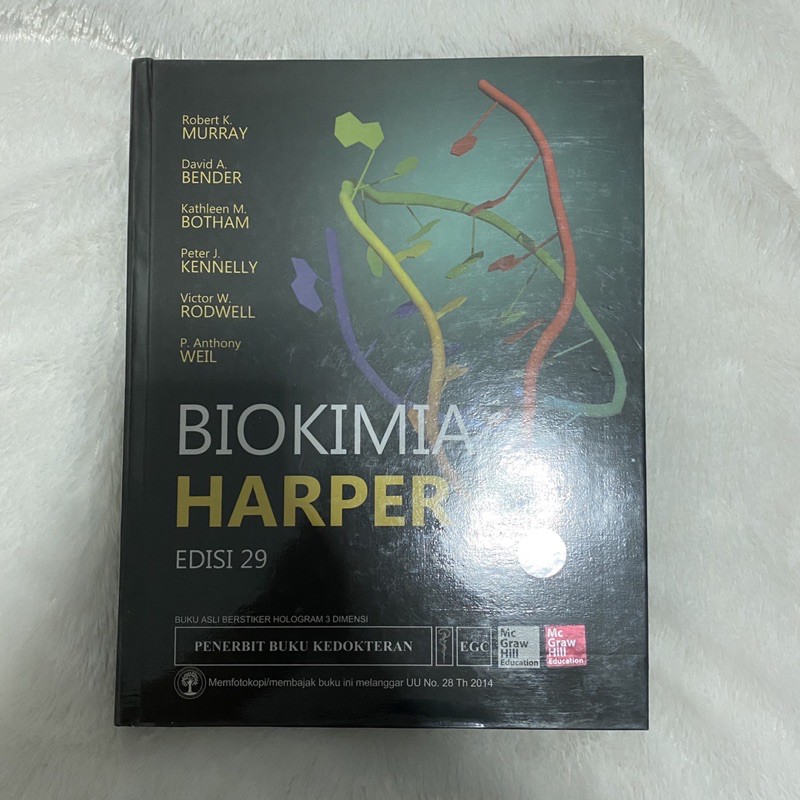 Robert K.
MURRAY
David A.
BENDER
Kathleen M.
BOTHAM
Peter J.
KENNELLY
Victor W.
RODWELL
P. Anthony
WEIL
BIOKIMIA
HARPER
EDISI 29
BUKU ASLI BERSTIKER HOLOGRAM 3 DIMENSI
PENERBIT BUKU KEDOKTERAN
EGC
Mc
Graw
Hill
Education
Mc
Graw
Hill
Education
Memfotokopi/membajak buku ini melanggar UU No. 28 Th 2014